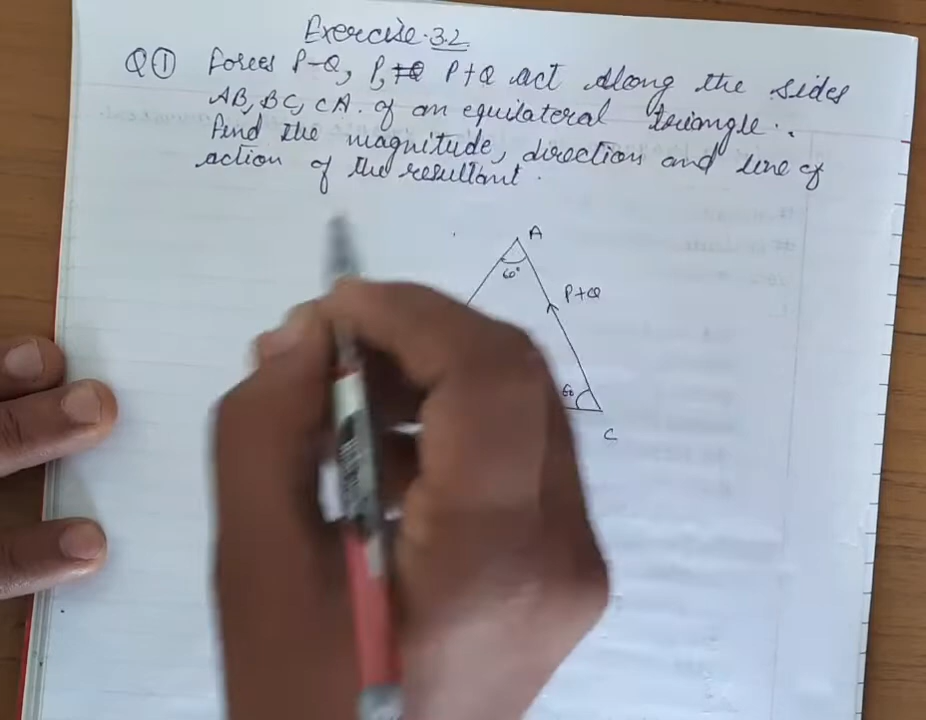 Exercise.3.2
Q① Forces P-Q, P, P+Q act along the sides
AB, BC, CA. of an equilateral triangle.
Find the magnitude, direction and line of
action of the resultant.
A
60°
P+Q
60
C